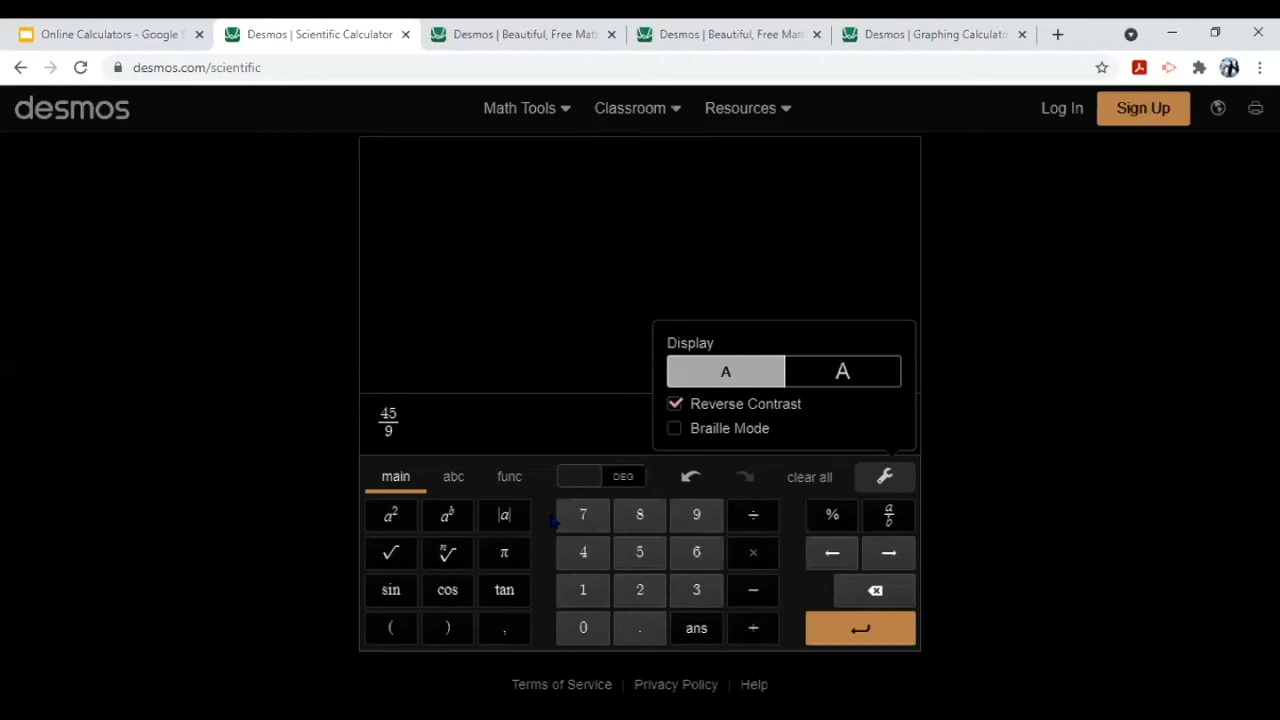 Online Calculators - Google S
Desmos | Scientific Calculator
Desmos | Beautiful, Free Mat
Desmos | Beautiful, Free Mat
Desmos | Graphing Calculato
desmos.com/scientific
desmos
Math Tools
Classroom
Resources
Log In
Sign Up
Display
A
A
Reverse Contrast
Braille Mode
45
9
main
abc
func
DEG
clear all
a²
aᵇ
|a|
7
8
9
÷
%
a
b
√
ⁿ√
π
4
5
6
×
←
→
sin
cos
tan
1
2
3
−
(
)
,
0
.
ans
+
Terms of Service | Privacy Policy | Help